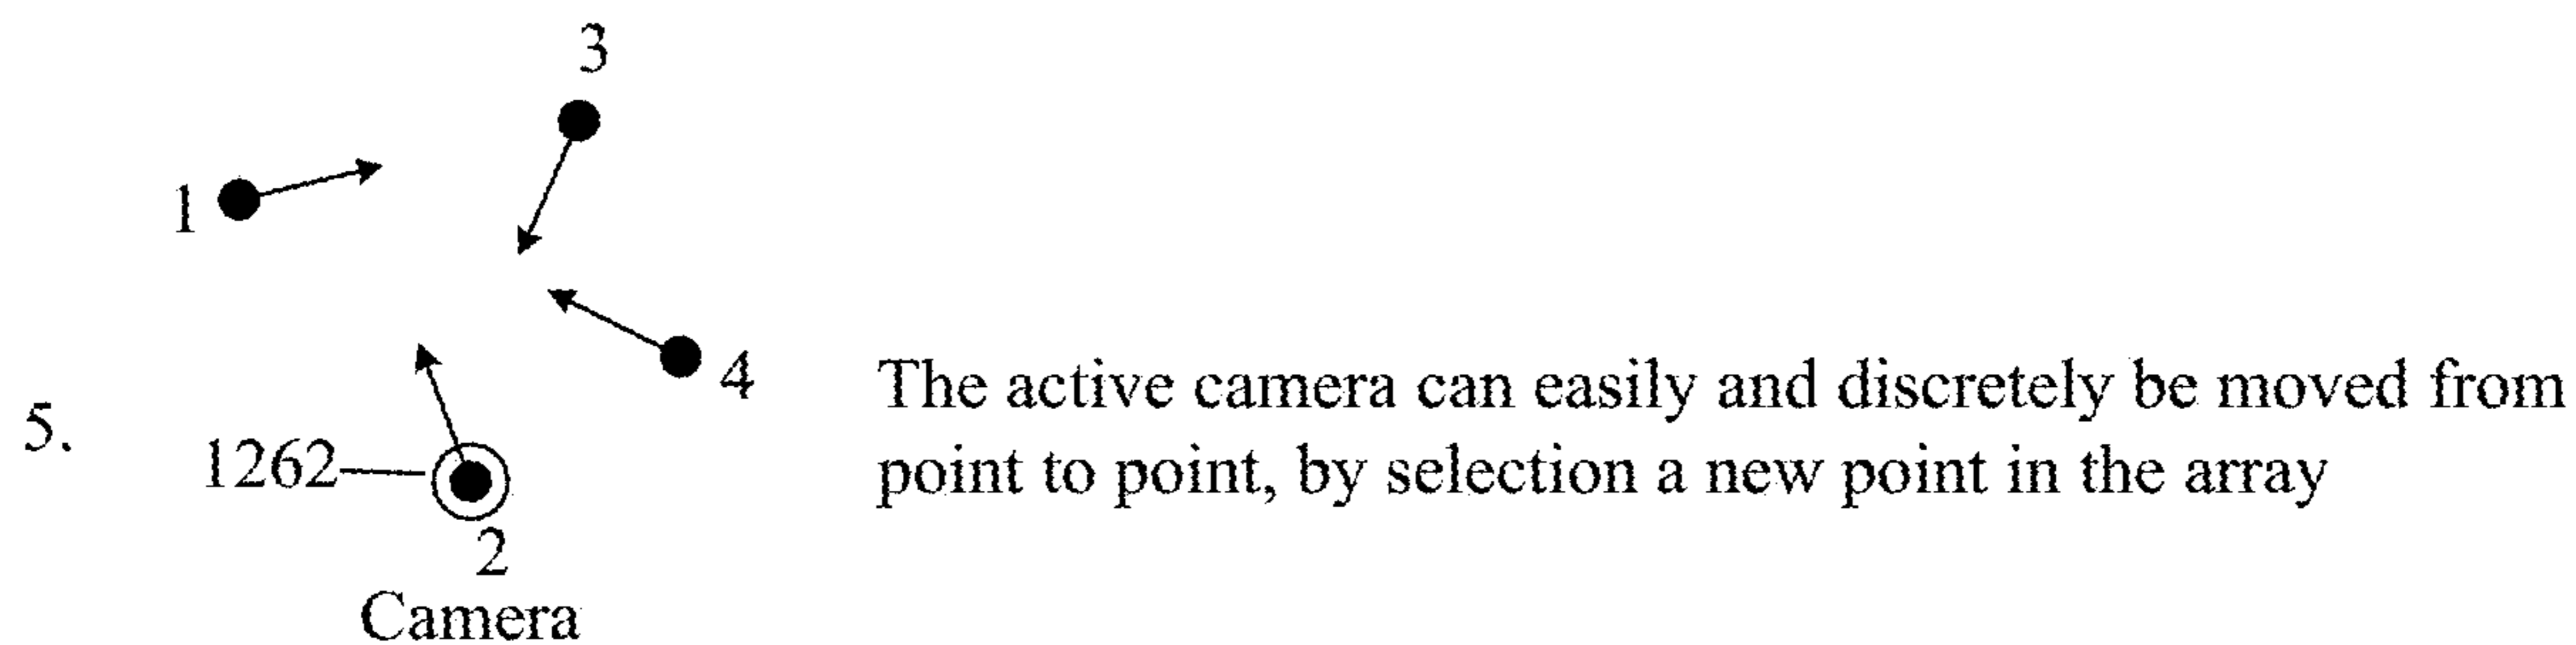 3
1
4
The active camera can easily and discretely be moved from
5.
1262
point to point, by selection a new point in the array
2
Camera